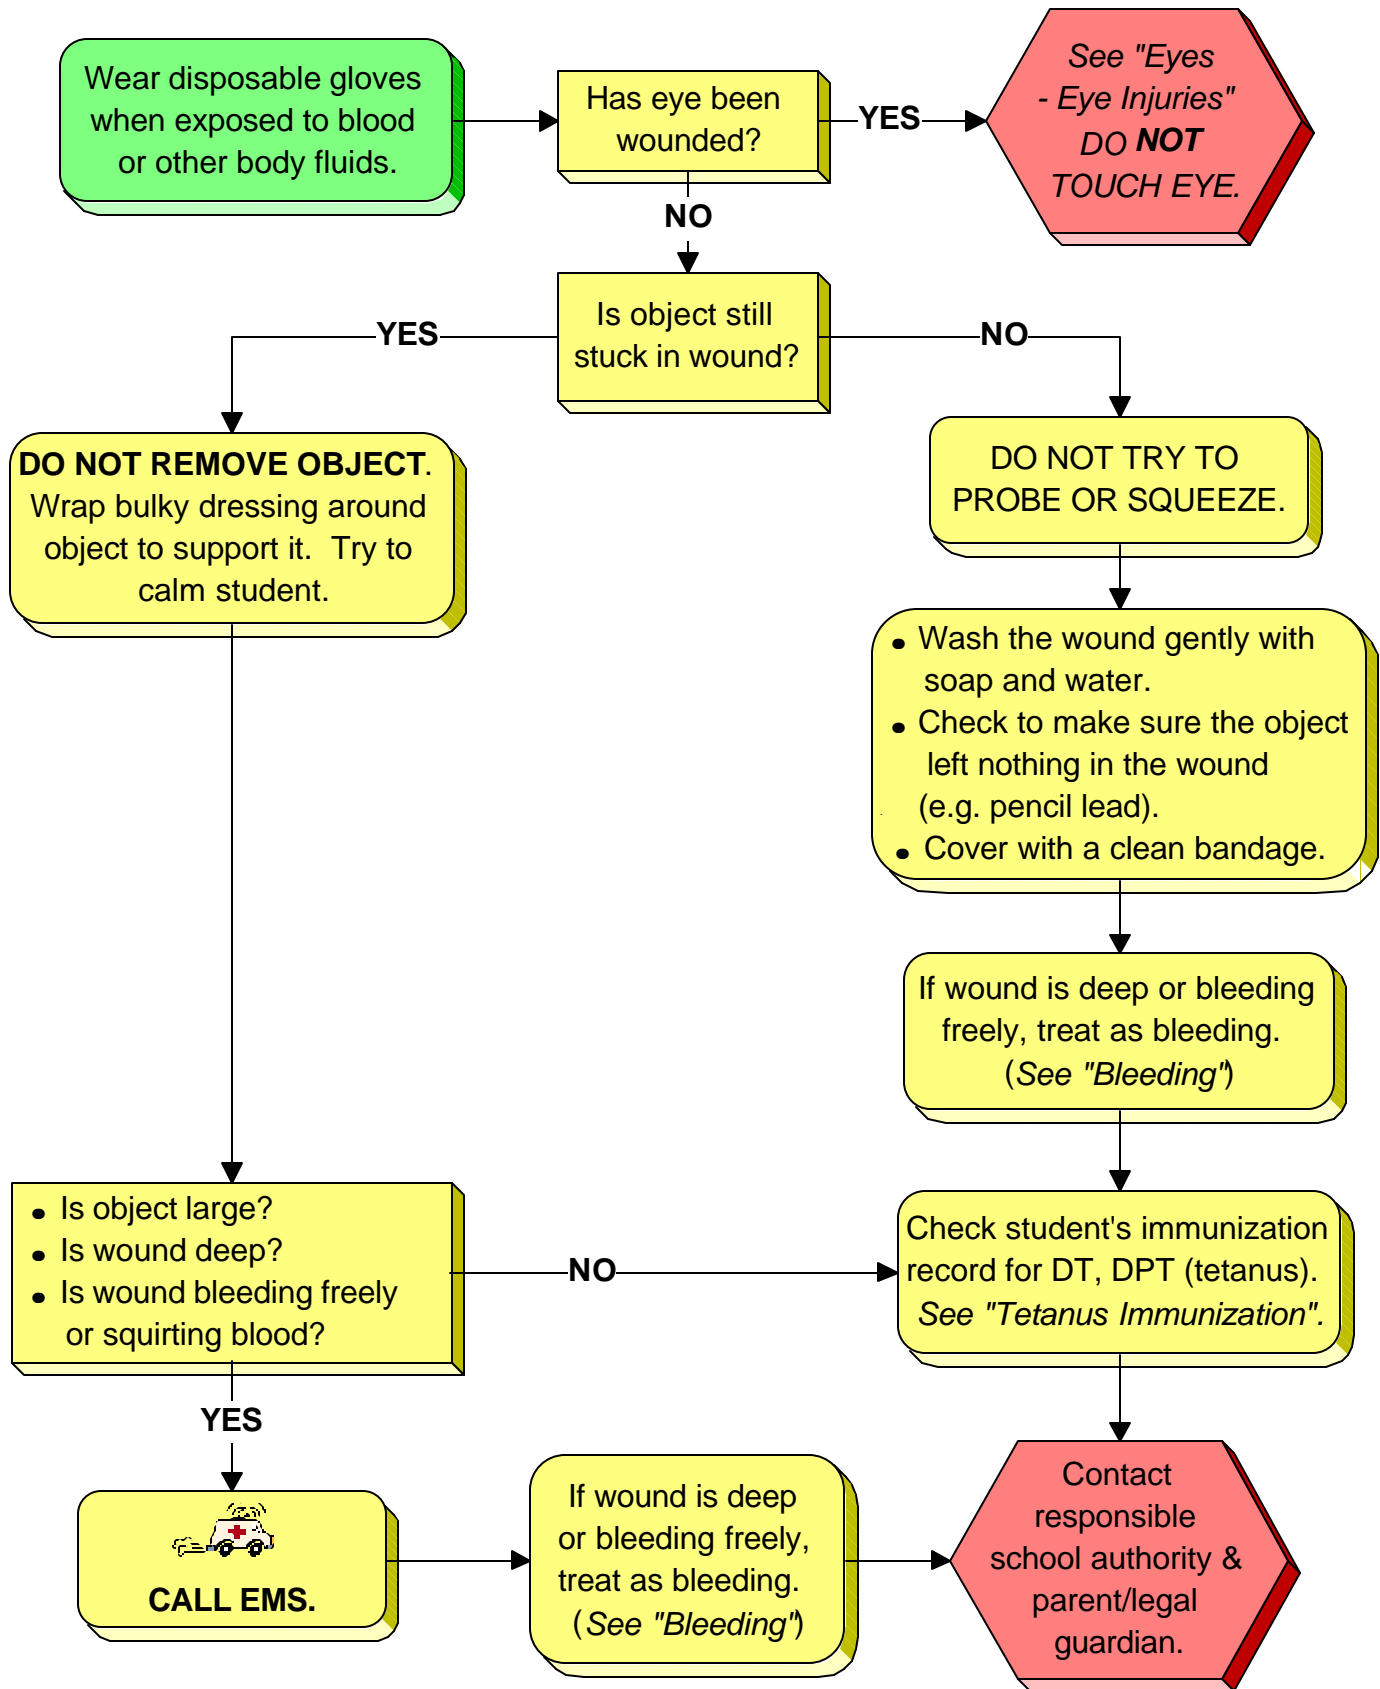 Wear disposable gloves
when exposed to blood
or other body fluids.
Has eye been
wounded?
YES
See "Eyes
- Eye Injuries"
DO NOT
TOUCH EYE.
NO
Is object still
stuck in wound?
YES
NO
DO NOT REMOVE OBJECT.
Wrap bulky dressing around
object to support it. Try to
calm student.
DO NOT TRY TO
PROBE OR SQUEEZE.
• Wash the wound gently with
soap and water.
• Check to make sure the object
left nothing in the wound
(e.g. pencil lead).
• Cover with a clean bandage.
If wound is deep or bleeding
freely, treat as bleeding.
(See "Bleeding")
• Is object large?
• Is wound deep?
• Is wound bleeding freely
or squirting blood?
NO
Check student's immunization
record for DT, DPT (tetanus).
See "Tetanus Immunization".
YES
CALL EMS.
If wound is deep
or bleeding freely,
treat as bleeding.
(See "Bleeding")
Contact
responsible
school authority &
parent/legal
guardian.